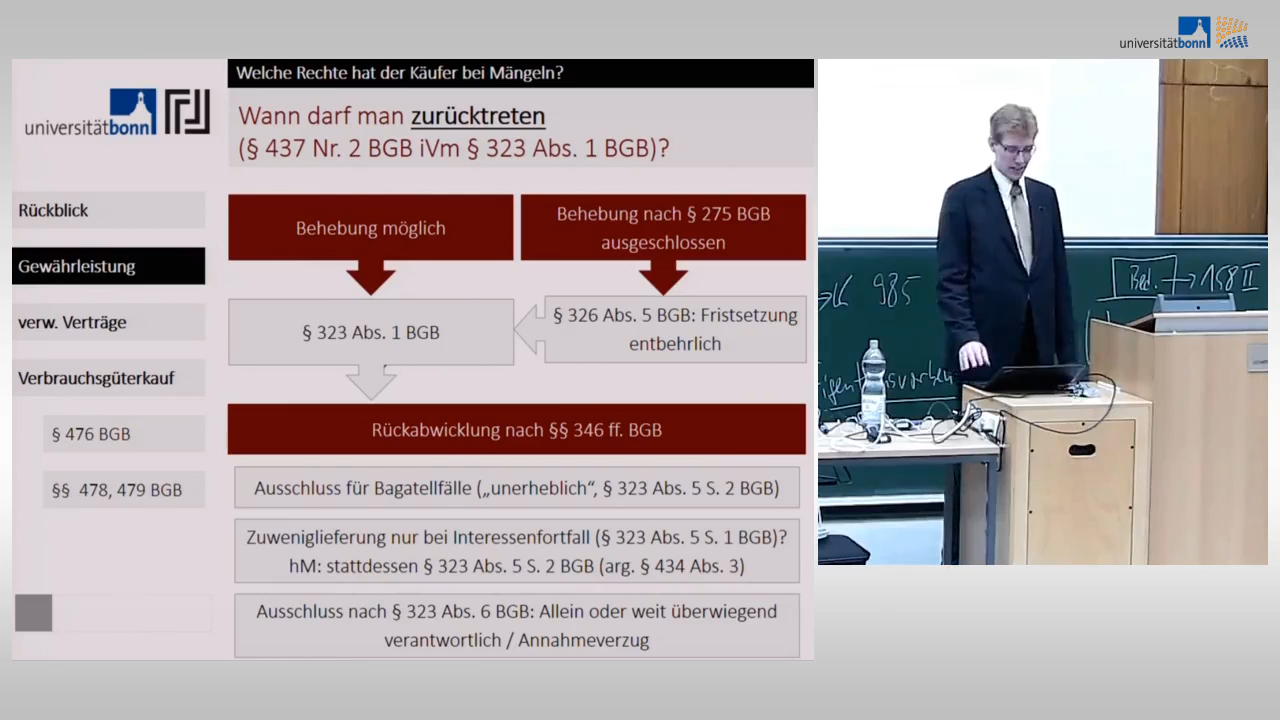 universitätbonn
Welche Rechte hat der Käufer bei Mängeln?
universitätbonn
Wann darf man zurücktreten
(§ 437 Nr. 2 BGB iVm § 323 Abs. 1 BGB)?
Rückblick
Gewährleistung
verw. Verträge
Verbrauchsgüterkauf
§ 476 BGB
§§ 478, 479 BGB
Behebung möglich
Behebung nach § 275 BGB
ausgeschlossen
§ 323 Abs. 1 BGB
§ 326 Abs. 5 BGB: Fristsetzung
entbehrlich
Rückabwicklung nach §§ 346 ff. BGB
Ausschluss für Bagatellfälle („unerheblich“, § 323 Abs. 5 S. 2 BGB)
Zuweniglieferung nur bei Interessenfortfall (§ 323 Abs. 5 S. 1 BGB)?
hM: stattdessen § 323 Abs. 5 S. 2 BGB (arg. § 434 Abs. 3)
Ausschluss nach § 323 Abs. 6 BGB: Allein oder weit überwiegend
verantwortlich / Annahmeverzug
985
Bed. → 158 II